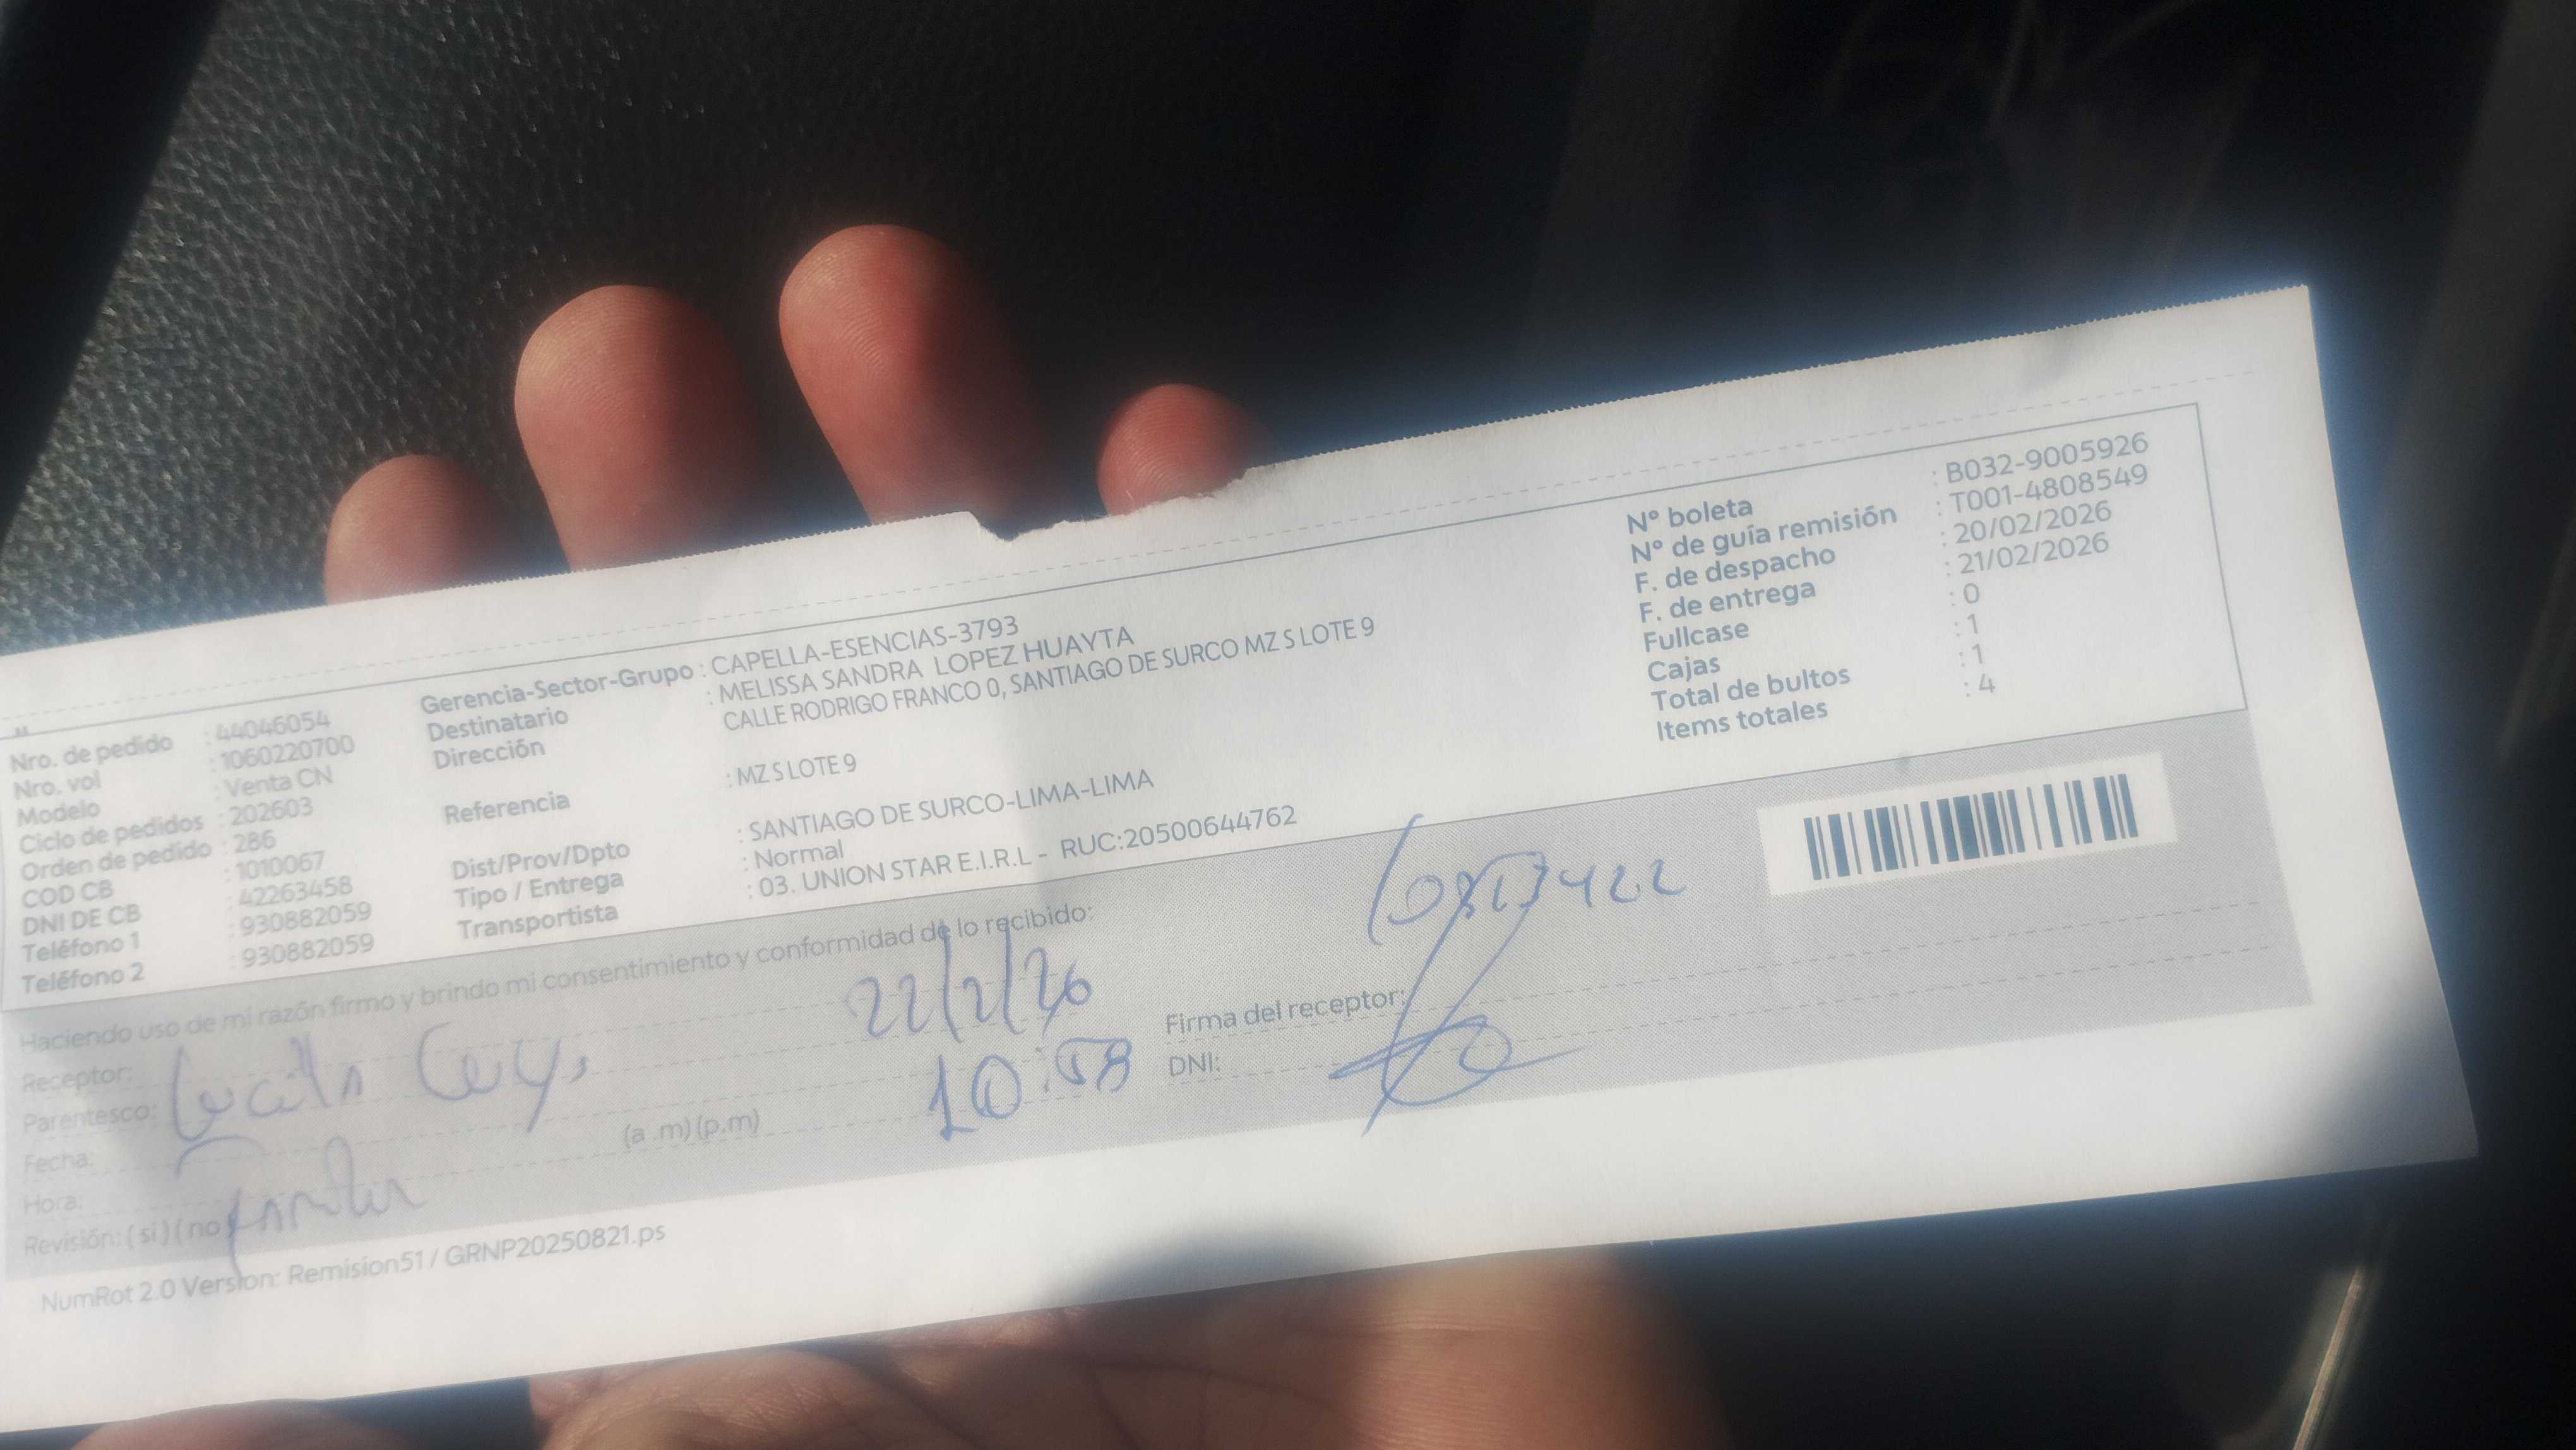 Nro. de pedido : 44046054
Nro. vol : 1060220700
Modelo : Venta CN
Ciclo de pedidos : 202603
Orden de pedido : 286
COD CB : 1010067
DNI DE CB : 42263458
Teléfono 1 : 930882059
Teléfono 2 : 930882059
Gerencia-Sector-Grupo : CAPELLA-ESENCIAS-3793
Destinatario : MELISSA SANDRA LOPEZ HUAYTA
Dirección CALLE RODRIGO FRANCO 0, SANTIAGO DE SURCO MZ S LOTE 9
Referencia : MZ S LOTE 9
Dist/Prov/Dpto : SANTIAGO DE SURCO-LIMA-LIMA
Tipo / Entrega : Normal
Transportista : 03. UNION STAR E.I.R.L - RUC:20500644762
Nº boleta : B032-9005926
Nº de guía remisión : T001-4808549
F. de despacho : 20/02/2026
F. de entrega : 21/02/2026
Fullcase : 0
Cajas : 1
Total de bultos : 1
Items totales : 4
Haciendo uso de mi razón firmo y brindo mi consentimiento y conformidad de lo recibido:
Receptor:
Parentesco:
Fecha: 22/2/26
Hora: (a .m) (p.m) 10:58
Revisión: ( si ) ( no
Firma del receptor:
DNI:
NumRot 2.0 Version: Remision51 / GRNP20250821.ps